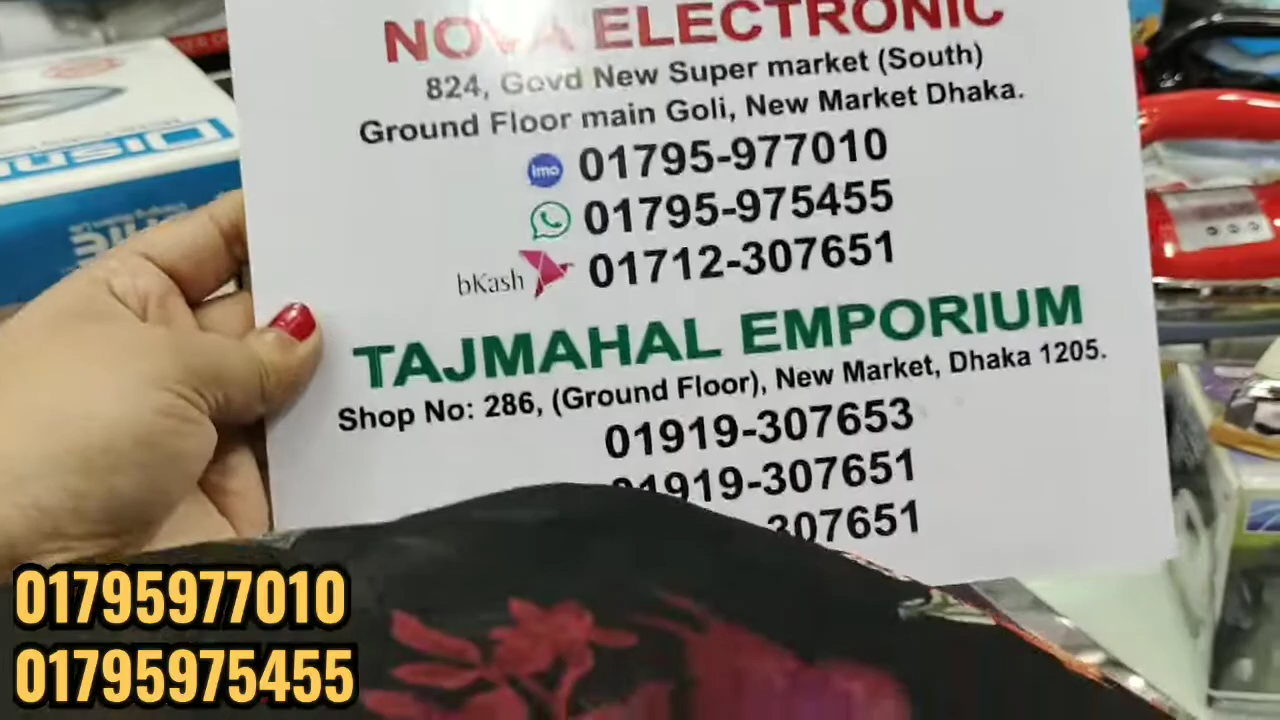 NOVA ELECTRONIC
824, Govd New Super market (South)
Ground Floor main Goli, New Market Dhaka.
imo 01795-977010
01795-975455
bKash 01712-307651
TAJMAHAL EMPORIUM
Shop No: 286, (Ground Floor), New Market, Dhaka 1205.
01919-307653
01919-307651
307651
01795977010
01795975455